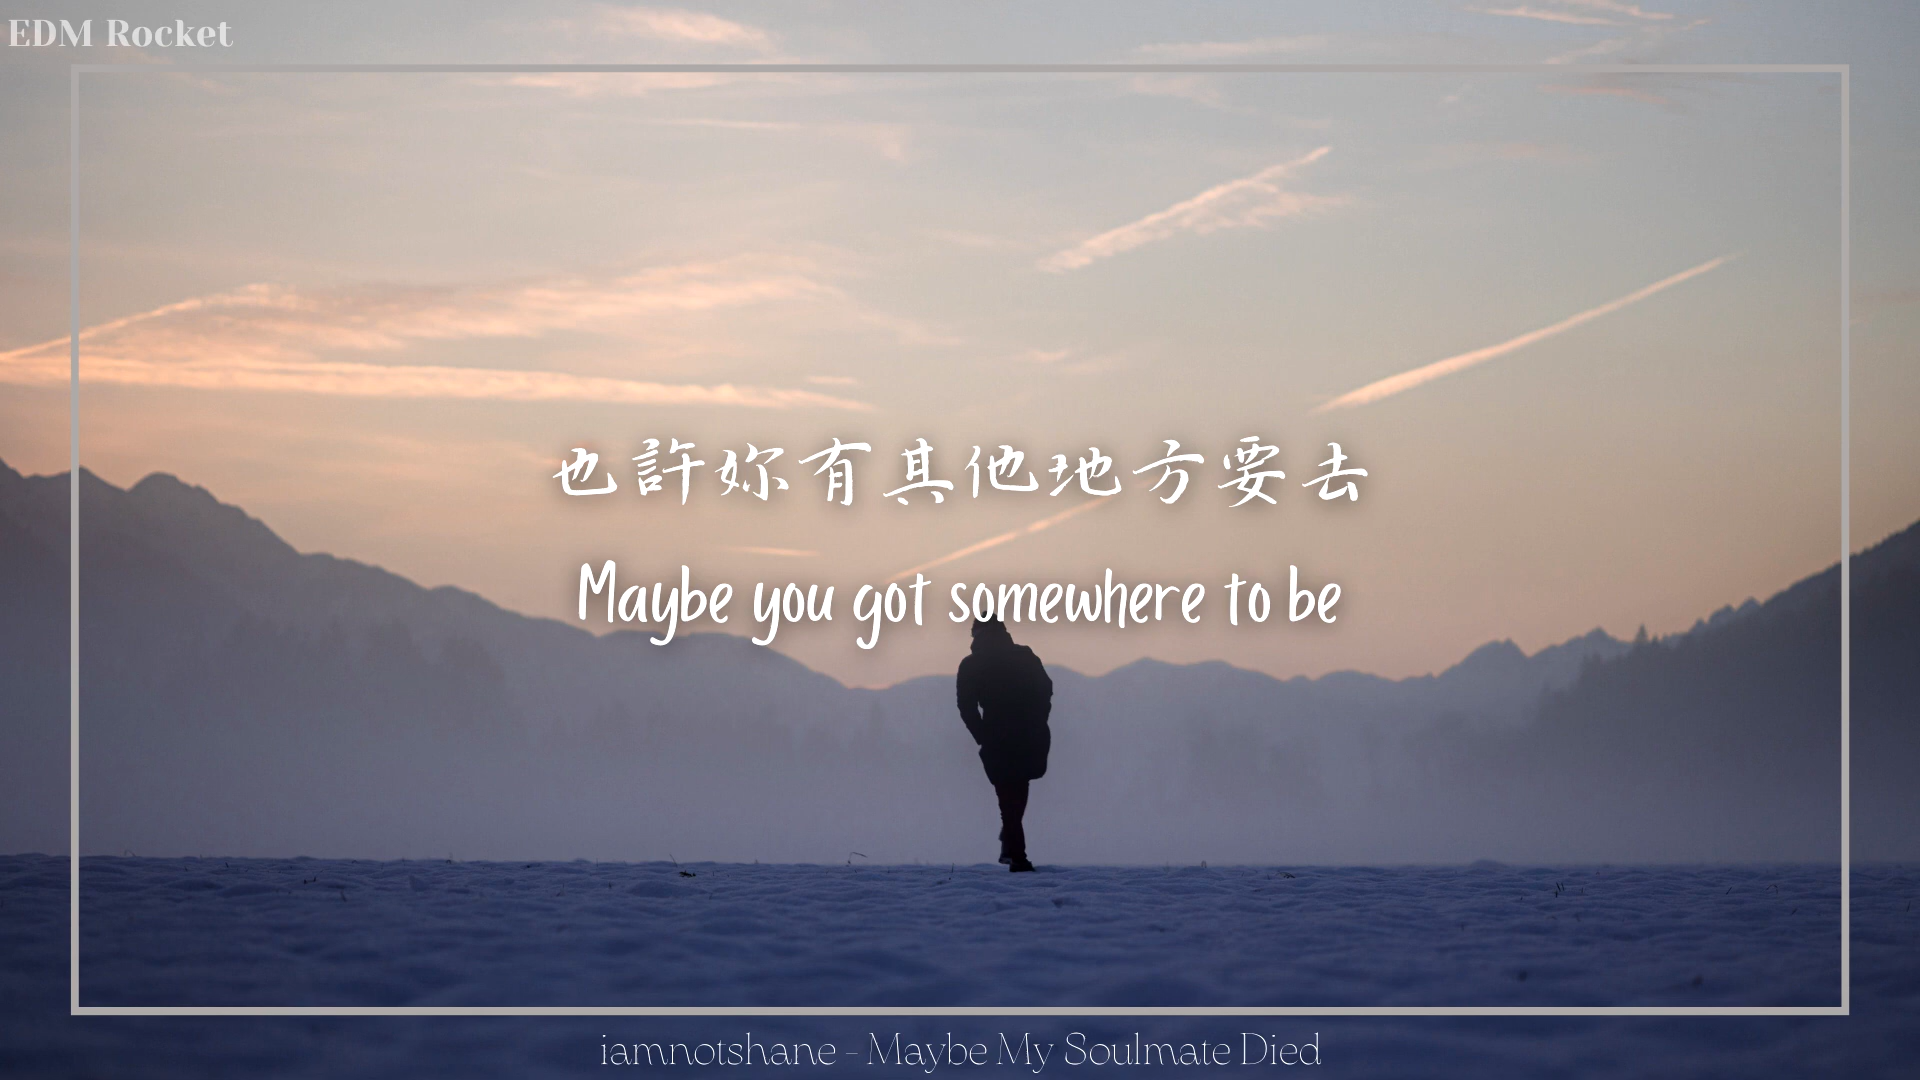 EDM Rocket
也許妳有其他地方要去
Maybe you got somewhere to be
iamnotshane - Maybe My Soulmate Died